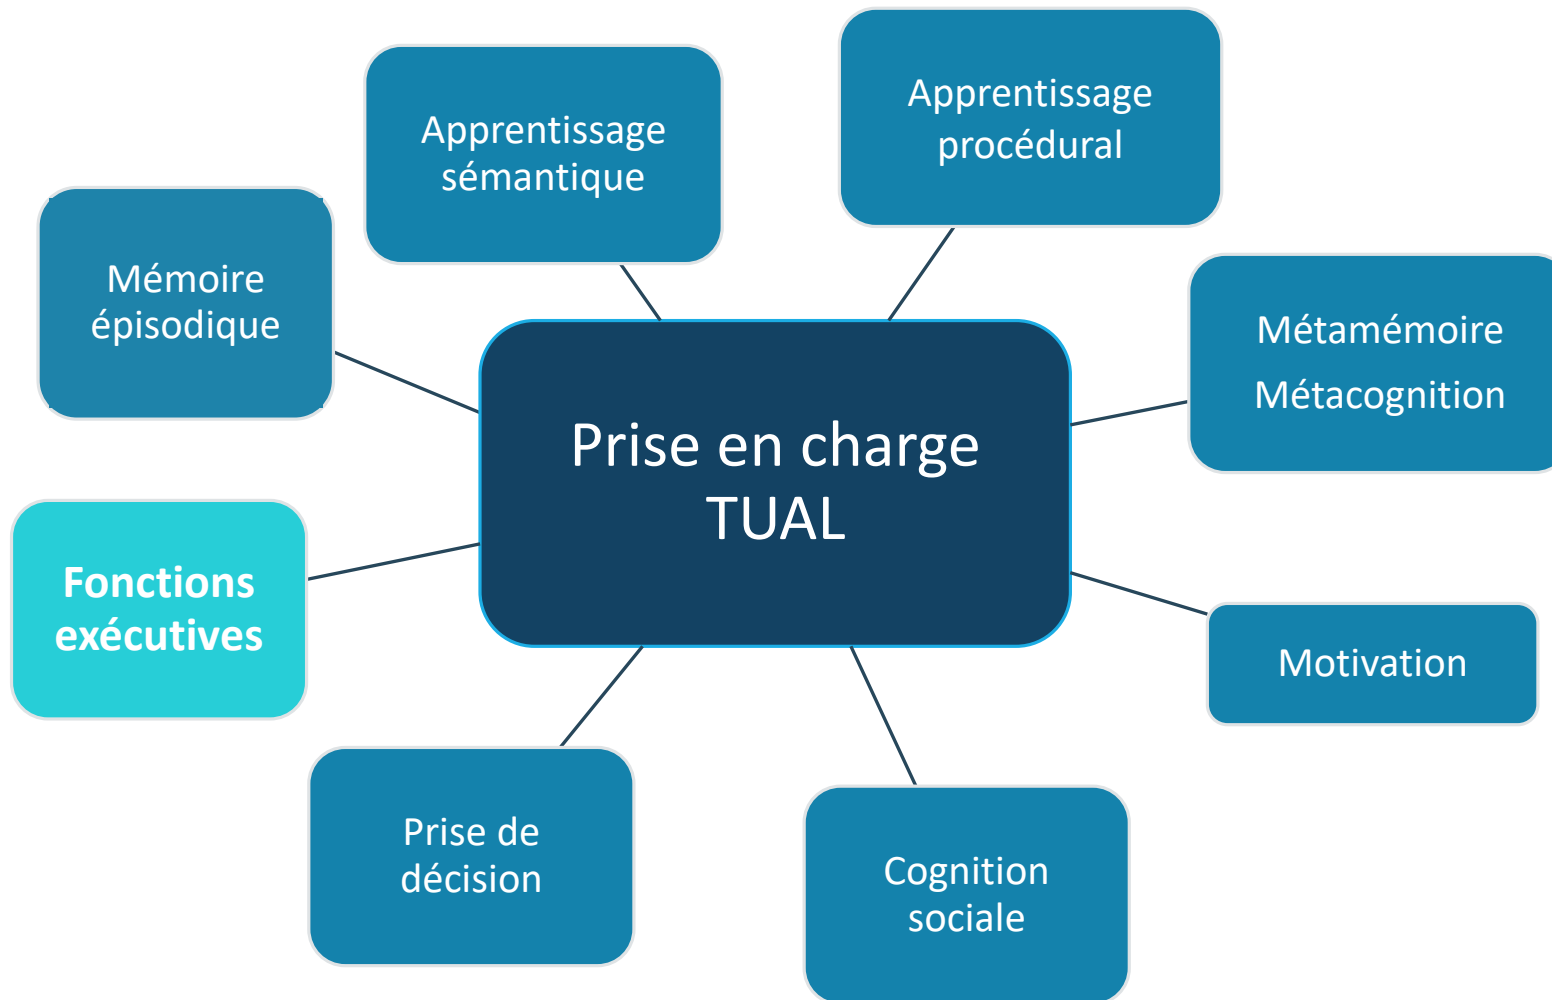 Apprentissage
sémantique
Apprentissage
procédural
Mémoire
épisodique
Métamémoire
Métacognition
Prise en charge
TUAL
Fonctions
exécutives
Motivation
Prise de
décision
Cognition
sociale